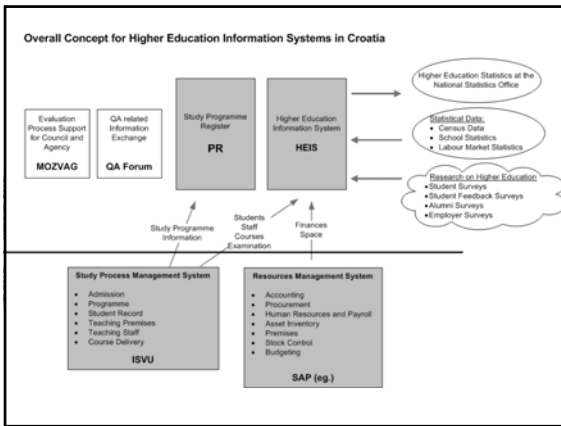 Overall Concept for Higher Education Information Systems in Croatia
Evaluation
Process Support
for Council and
Agency
MOZVAG
QA related
Information
Exchange
QA Forum
Study Programme
Register
PR
Higher Education
Information System
HEIS
Higher Education Statistics at the
National Statistics Office
Statistical Data:
• Census Data
• School Statistics
• Labour Market Statistics
Research on Higher Education
•Student Surveys
•Student Feedback Surveys
•Alumni Surveys
•Employer Surveys
Study Programme
Information
Students
Staff
Courses
Examination
Finances
Space
Study Process Management System
• Admission
• Programme
• Student Record
• Teaching Premises
• Teaching Staff
• Course Delivery
ISVU
Resources Management System
• Accounting
• Procurement
• Human Resources and Payroll
• Asset Inventory
• Premises
• Stock Control
• Budgeting
SAP (eg.)